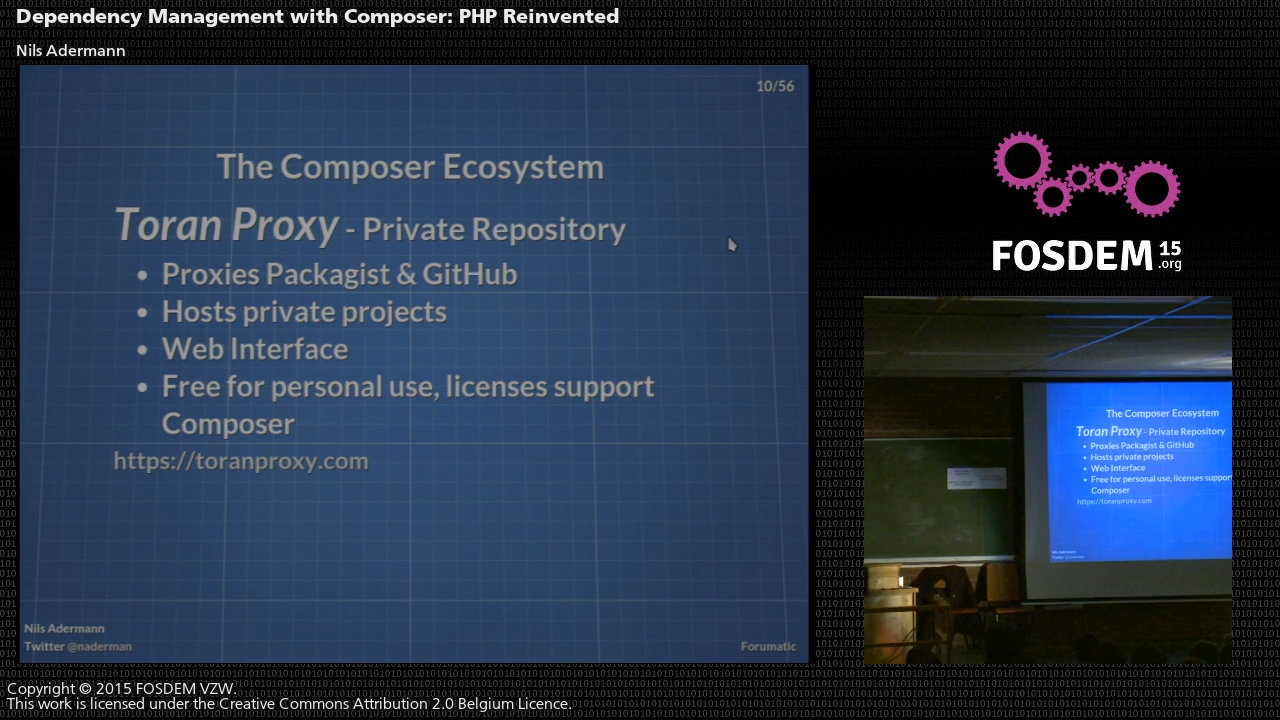 Dependency Management with Composer: PHP Reinvented
Nils Adermann
10/56
The Composer Ecosystem
Toran Proxy - Private Repository
• Proxies Packagist & GitHub
• Hosts private projects
• Web Interface
• Free for personal use, licenses support
Composer
https://toranproxy.com
Nils Adermann
Twitter @naderman
Forumatic
FOSDEM 15
.org
The Composer Ecosystem
Toran Proxy - Private Repository
• Proxies Packagist & GitHub
• Hosts private projects
• Web Interface
• Free for personal use, licenses support
Composer
https://toranproxy.com
Copyright © 2015 FOSDEM VZW.
This work is licensed under the Creative Commons Attribution 2.0 Belgium Licence.